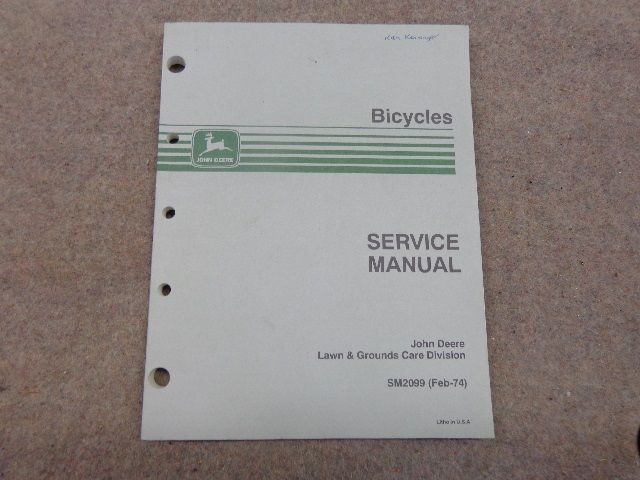 Bicycles
JOHN DEERE
SERVICE
MANUAL
John Deere
Lawn & Grounds Care Division
SM2099 (Feb-74)
Litho in U.S.A